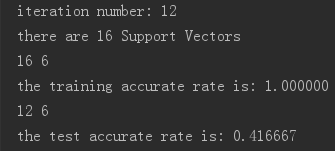 iteration number: 12
there are 16 Support Vectors
16 6
the training accurate rate is: 1.000000
12 6
the test accurate rate is: 0.416667